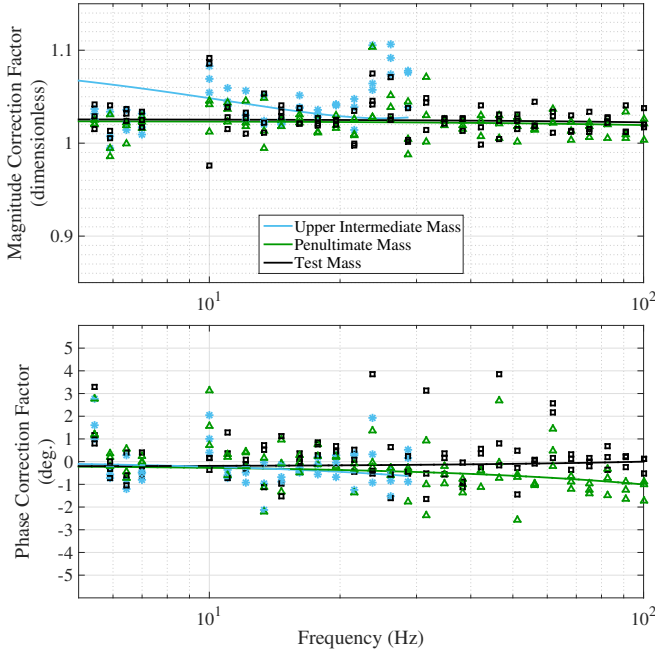 Magnitude Correction Factor
(dimensionless)
1.1
1
0.9
Upper Intermediate Mass
Penultimate Mass
Test Mass
10^1
10^2
Phase Correction Factor
(deg.)
5
4
3
2
1
0
-1
-2
-3
-4
-5
10^1
10^2
Frequency (Hz)